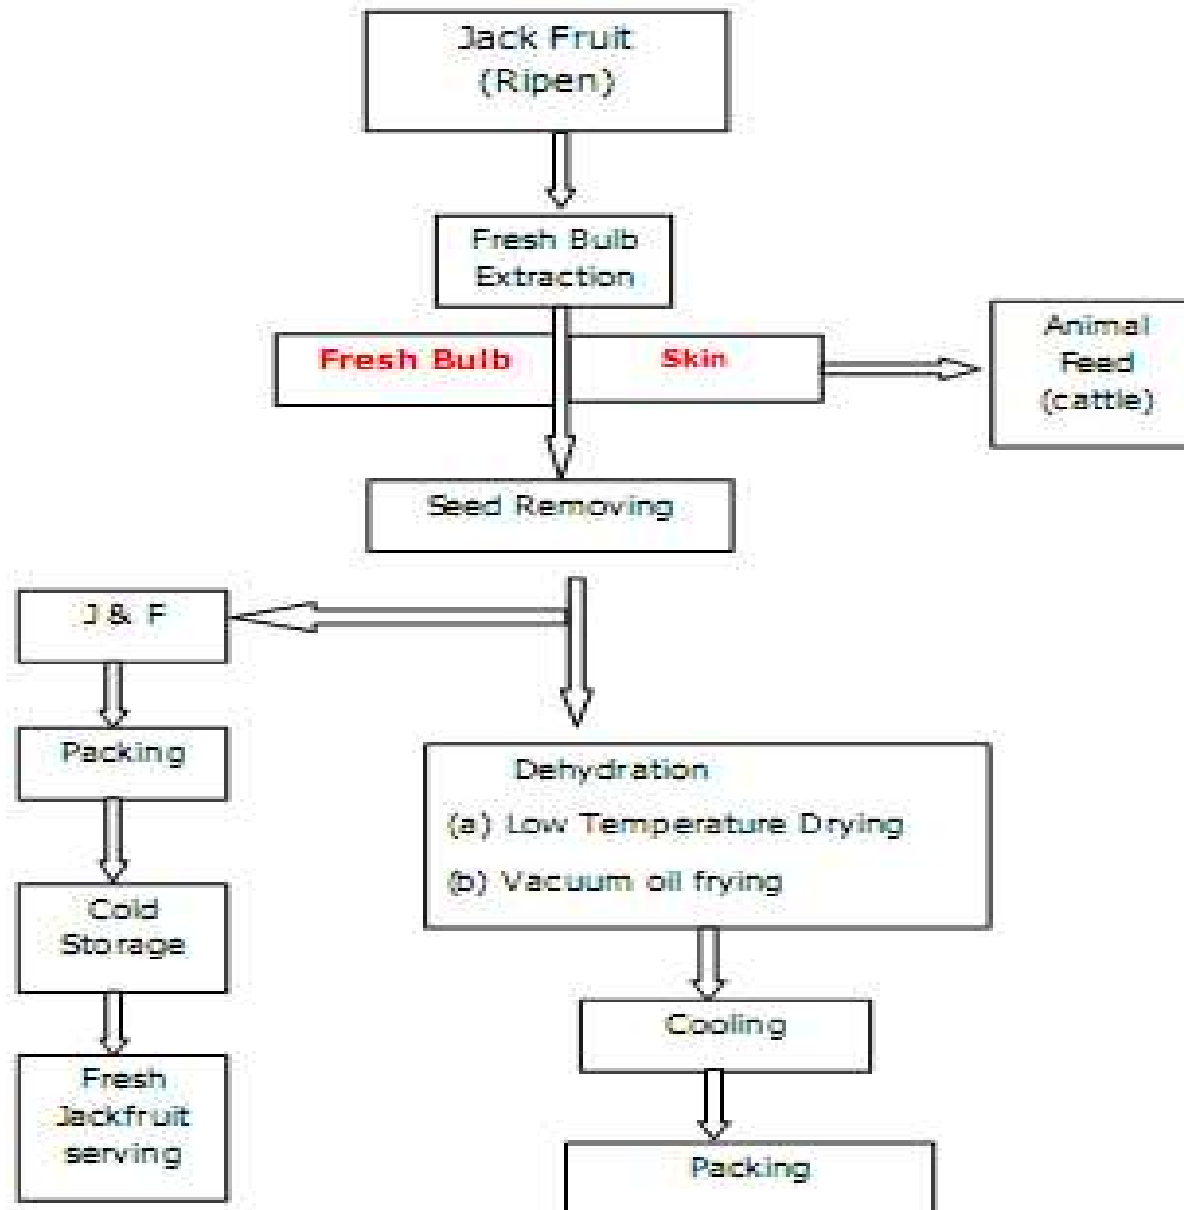 Jack Fruit
(Ripen)
Fresh Bulb
Extraction
Fresh Bulb
Skin
Animal
Feed
(cattle)
Seed Removing
J & F
Packing
Cold
Storage
Fresh
Jackfruit
serving
Dehydration
(a) Low Temperature Drying
(b) Vacuum oil frying
Cooling
Packing